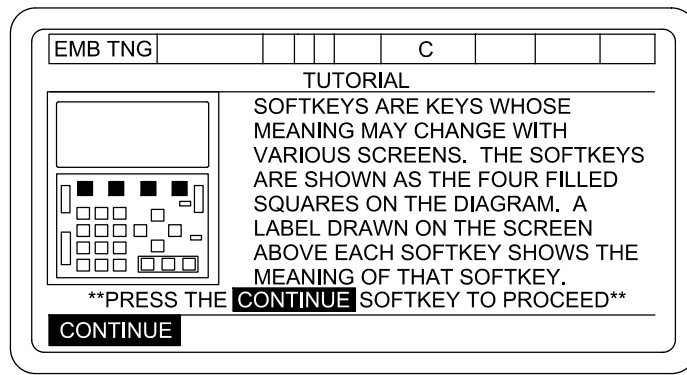 EMB TNG C
TUTORIAL
SOFTKEYS ARE KEYS WHOSE
MEANING MAY CHANGE WITH
VARIOUS SCREENS. THE SOFTKEYS
ARE SHOWN AS THE FOUR FILLED
SQUARES ON THE DIAGRAM. A
LABEL DRAWN ON THE SCREEN
ABOVE EACH SOFTKEY SHOWS THE
MEANING OF THAT SOFTKEY.
**PRESS THE CONTINUE SOFTKEY TO PROCEED**
CONTINUE